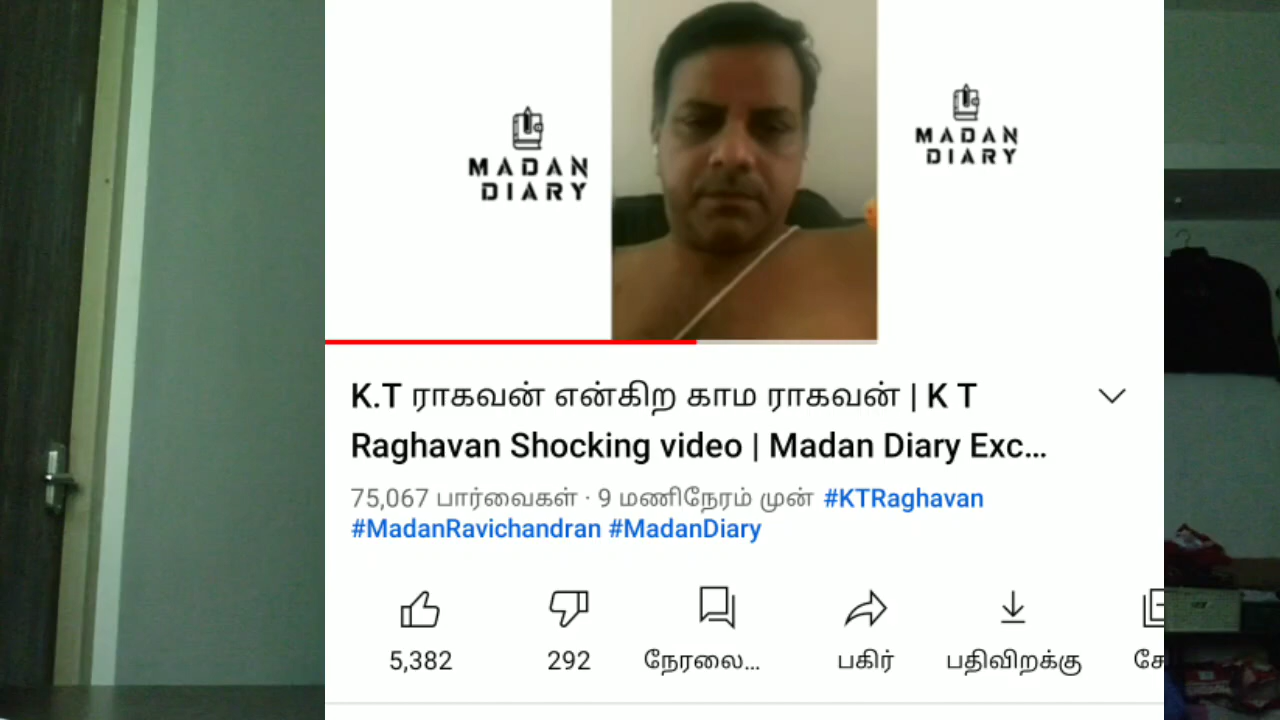 MADAN
DIARY
MADAN
DIARY
K.T ராகவன் என்கிற காம ராகவன் | K T
Raghavan Shocking video | Madan Diary Exc...
75,067 பார்வைகள் · 9 மணிநேரம் முன் #KTRaghavan
#MadanRavichandran #MadanDiary
5,382 292 நேரலை... பகிர் பதிவிறக்கு சே